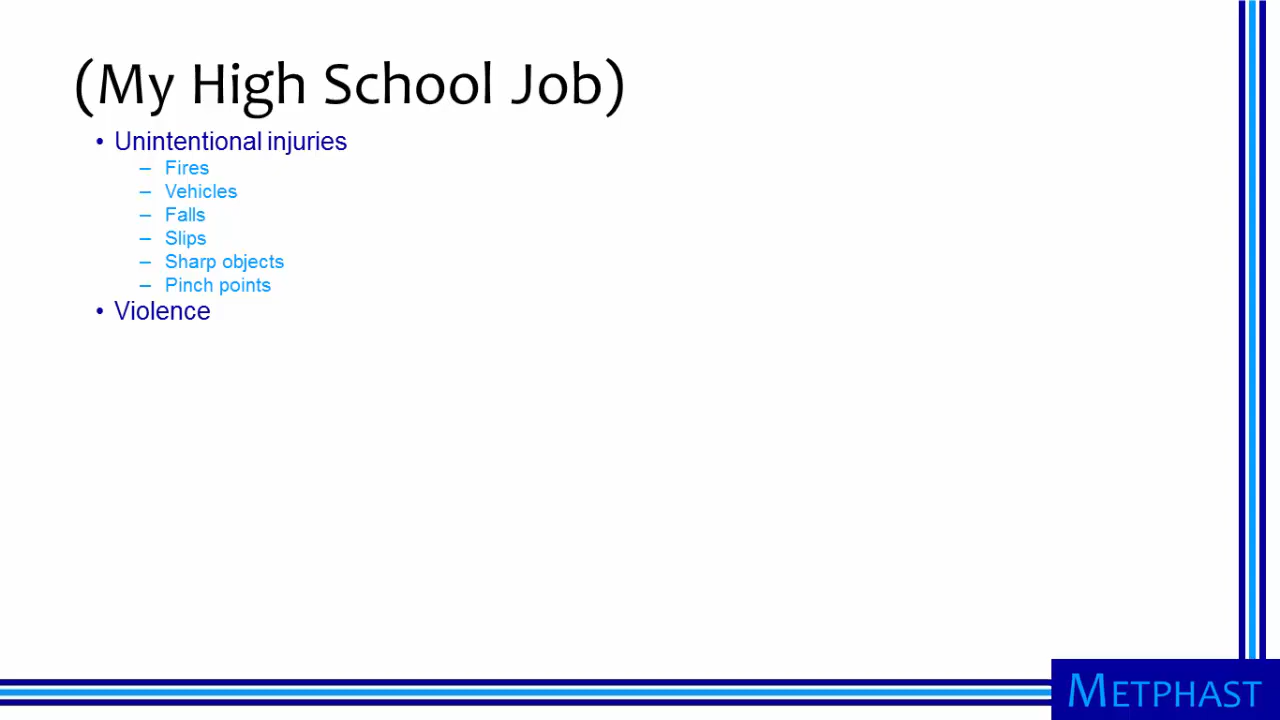 (My High School Job)
• Unintentional injuries
– Fires
– Vehicles
– Falls
– Slips
– Sharp objects
– Pinch points
• Violence
METPHAST